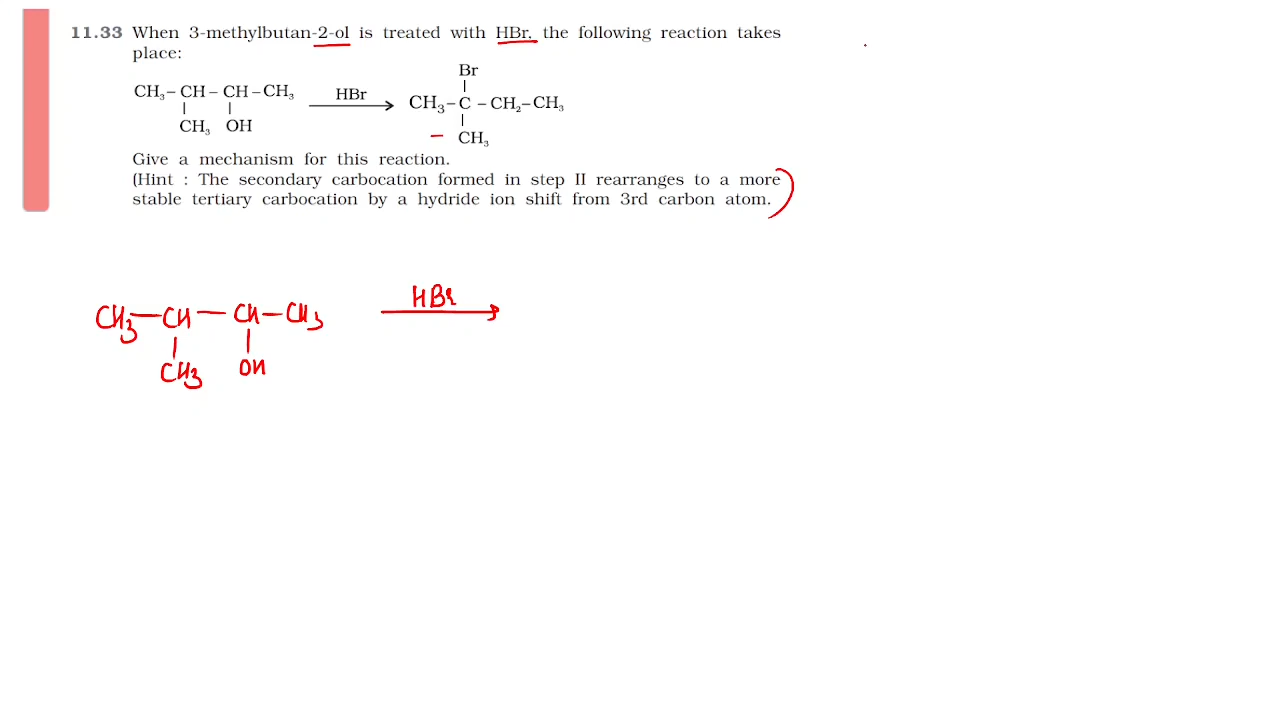 11.33 When 3-methylbutan-2-ol is treated with HBr, the following reaction takes
place:
Br
CH₃– CH – CH – CH₃ HBr CH₃– C – CH₂– CH₃
CH₃ OH CH₃
Give a mechanism for this reaction.
(Hint : The secondary carbocation formed in step II rearranges to a more
stable tertiary carbocation by a hydride ion shift from 3rd carbon atom.
HBr
CH₃ — CH — CH — CH₃
CH₃ OH